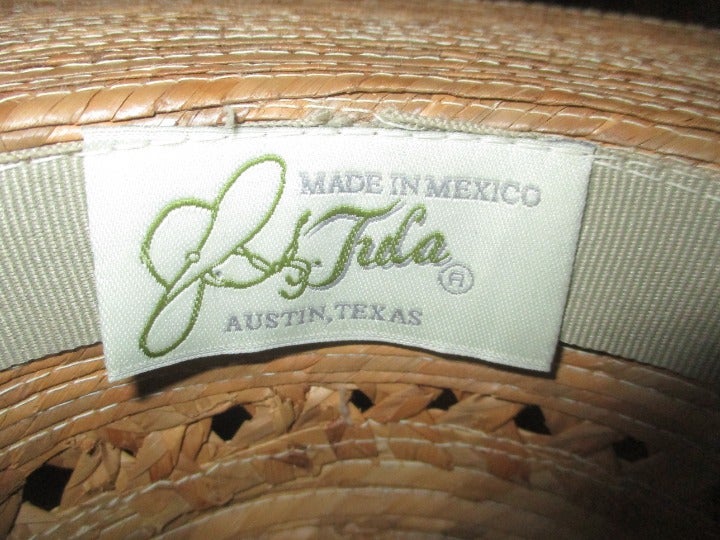 MADE IN MEXICO
Tula ®
AUSTIN, TEXAS